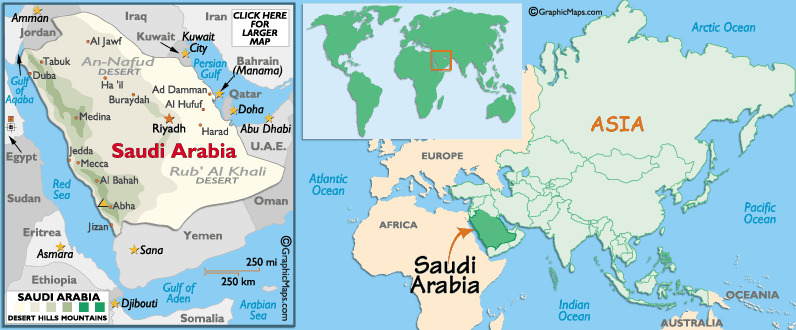 Amman
Jordan
Iran
CLICK HERE
FOR
LARGER
MAP
Kuwait
Kuwait
City
Al Jawf
An-Nafud
DESERT
Persian
Gulf
Tabuk
Duba
Gulf
of
Aqaba
Ha 'il
Bahrain
(Manama)
Buraydah
Ad Damman
Qatar
Al Hufuf
Doha
Medina
Riyadh
Harad
Abu Dhabi
Egypt
Jedda
Saudi Arabia
U.A.E.
Mecca
Rub' Al Khali
DESERT
Red
Sea
Al Bahah
Sudan
Abha
Oman
Jizan
Eritrea
Asmara
Yemen
Sana
Ethiopia
250 mi
250 km
©GraphicMaps.com
SAUDI ARABIA
DESERT HILLS MOUNTAINS
Gulf of
Aden
Djibouti
Somalia
Arabian
Sea
©GraphicMaps.com
Arctic Ocean
ASIA
EUROPE
Atlantic
Ocean
Pacific
Ocean
AFRICA
Saudi
Arabia
Indian
Ocean
OCEANIA
AUSTRALIA